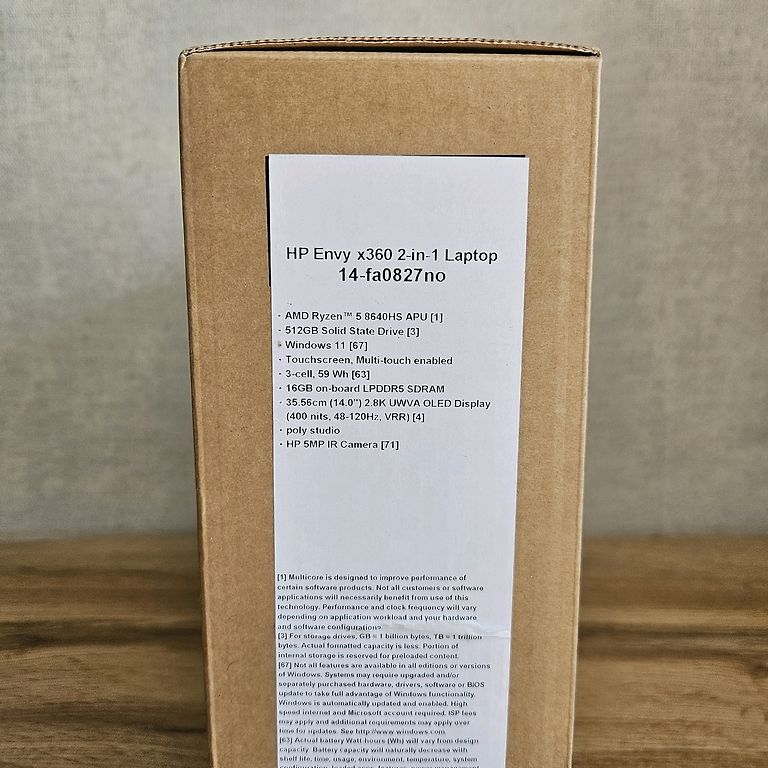 HP Envy x360 2-in-1 Laptop
14-fa0827no
- AMD Ryzen™ 5 8640HS APU [1]
- 512GB Solid State Drive [3]
- Windows 11 [67]
- Touchscreen, Multi-touch enabled
- 3-cell, 59 Wh [63]
- 16GB on-board LPDDR5 SDRAM
- 35.56cm (14.0") 2.8K UWVA OLED Display
(400 nits, 48-120Hz, VRR) [4]
- poly studio
- HP 5MP IR Camera [71]
[1] Multicore is designed to improve performance of
certain software products. Not all customers or software
applications will necessarily benefit from use of this
technology. Performance and clock frequency will vary
depending on application workload and your hardware
and software configurations.
[3] For storage drives, GB = 1 billion bytes, TB = 1 trillion
bytes. Actual formatted capacity is less. Portion of
internal storage is reserved for preloaded content.
[67] Not all features are available in all editions or versions
of Windows. Systems may require upgraded and/or
separately purchased hardware, drivers, software or BIOS
update to take full advantage of Windows functionality.
Windows is automatically updated and enabled. High
speed internet and Microsoft account required. ISP fees
may apply and additional requirements may apply over
time for updates. See http://www.windows.com.
[63] Actual battery Watt-hours (Wh) will vary from design
capacity. Battery capacity will naturally decrease with
shelf life, time, usage, environment, temperature, system